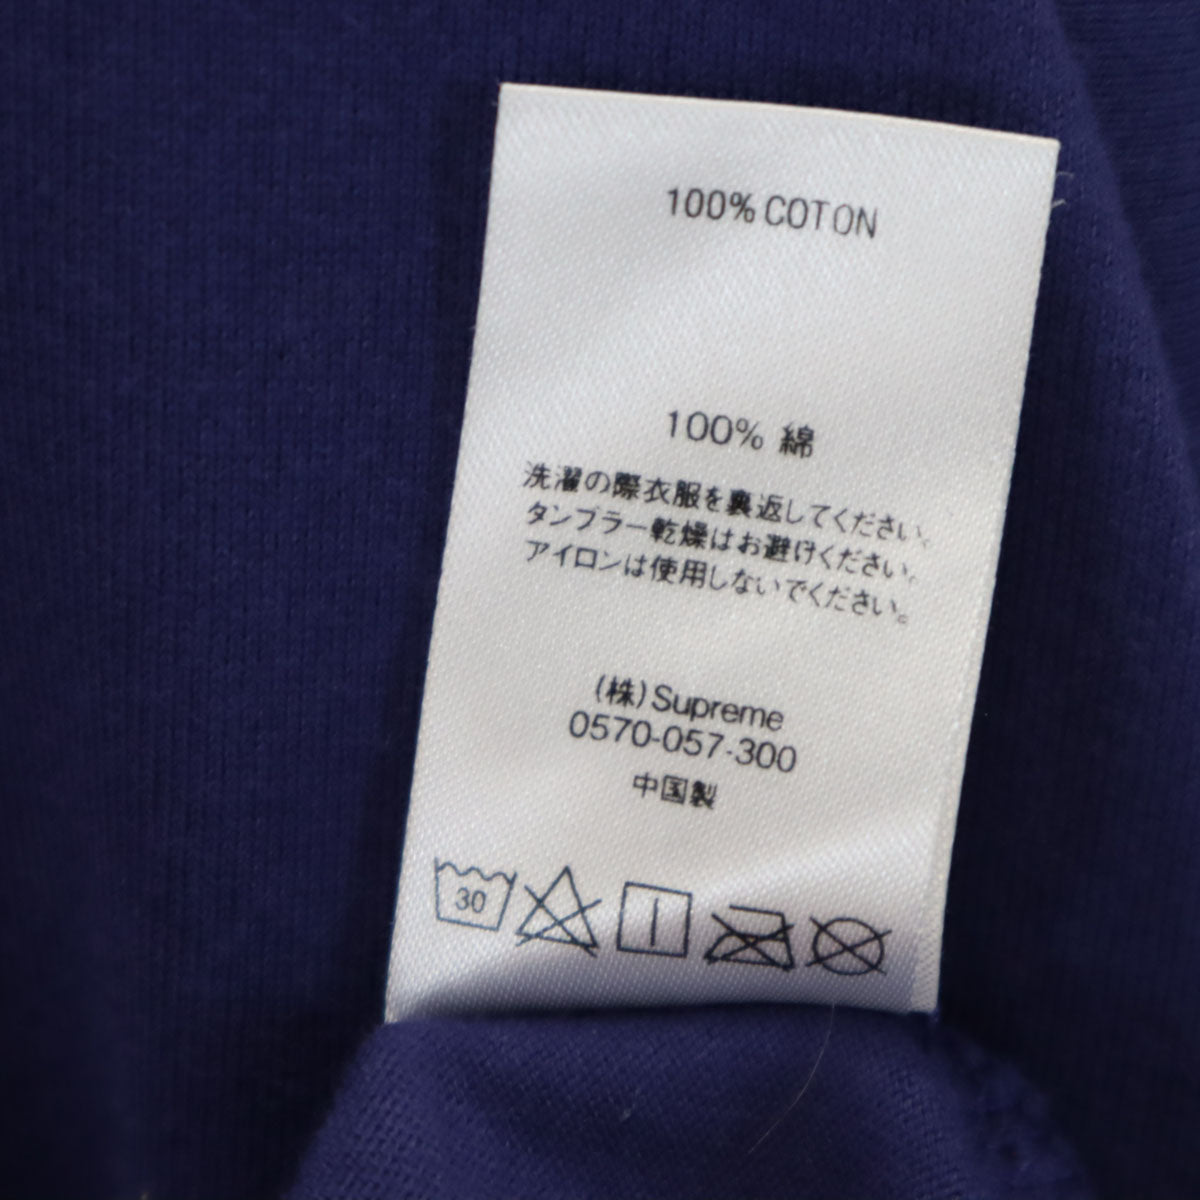 100% COTON
100% 綿
洗濯の際衣服を裏返してください。
タンブラー乾燥はお避けください。
アイロンは使用しないでください。
(株)Supreme
0570-057-300
中国製
30